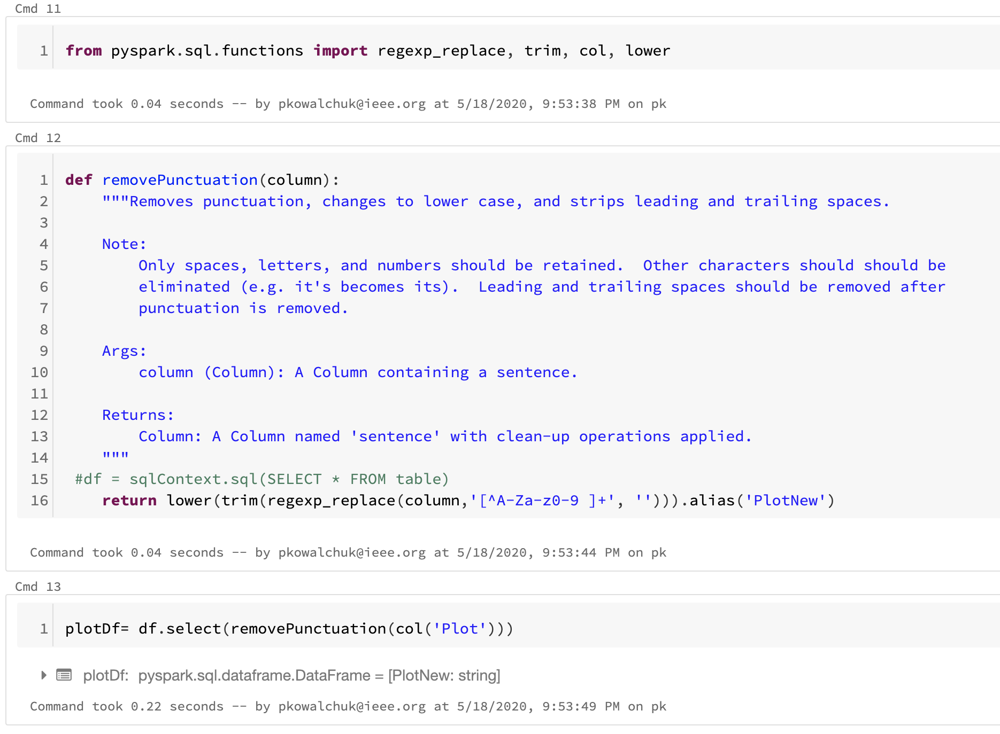 Cmd 11
1 from pyspark.sql.functions import regexp_replace, trim, col, lower
Command took 0.04 seconds -- by pkowalchuk@ieee.org at 5/18/2020, 9:53:38 PM on pk
Cmd 12
1 def removePunctuation(column):
2     """Removes punctuation, changes to lower case, and strips leading and trailing spaces.
3
4     Note:
5         Only spaces, letters, and numbers should be retained.  Other characters should should be
6         eliminated (e.g. it's becomes its).  Leading and trailing spaces should be removed after
7         punctuation is removed.
8
9     Args:
10         column (Column): A Column containing a sentence.
11
12     Returns:
13         Column: A Column named 'sentence' with clean-up operations applied.
14     """
15  #df = sqlContext.sql(SELECT * FROM table)
16     return lower(trim(regexp_replace(column,'[^A-Za-z0-9 ]+', ''))).alias('PlotNew')
Command took 0.04 seconds -- by pkowalchuk@ieee.org at 5/18/2020, 9:53:44 PM on pk
Cmd 13
1 plotDf= df.select(removePunctuation(col('Plot')))
plotDf: pyspark.sql.dataframe.DataFrame = [PlotNew: string]
Command took 0.22 seconds -- by pkowalchuk@ieee.org at 5/18/2020, 9:53:49 PM on pk